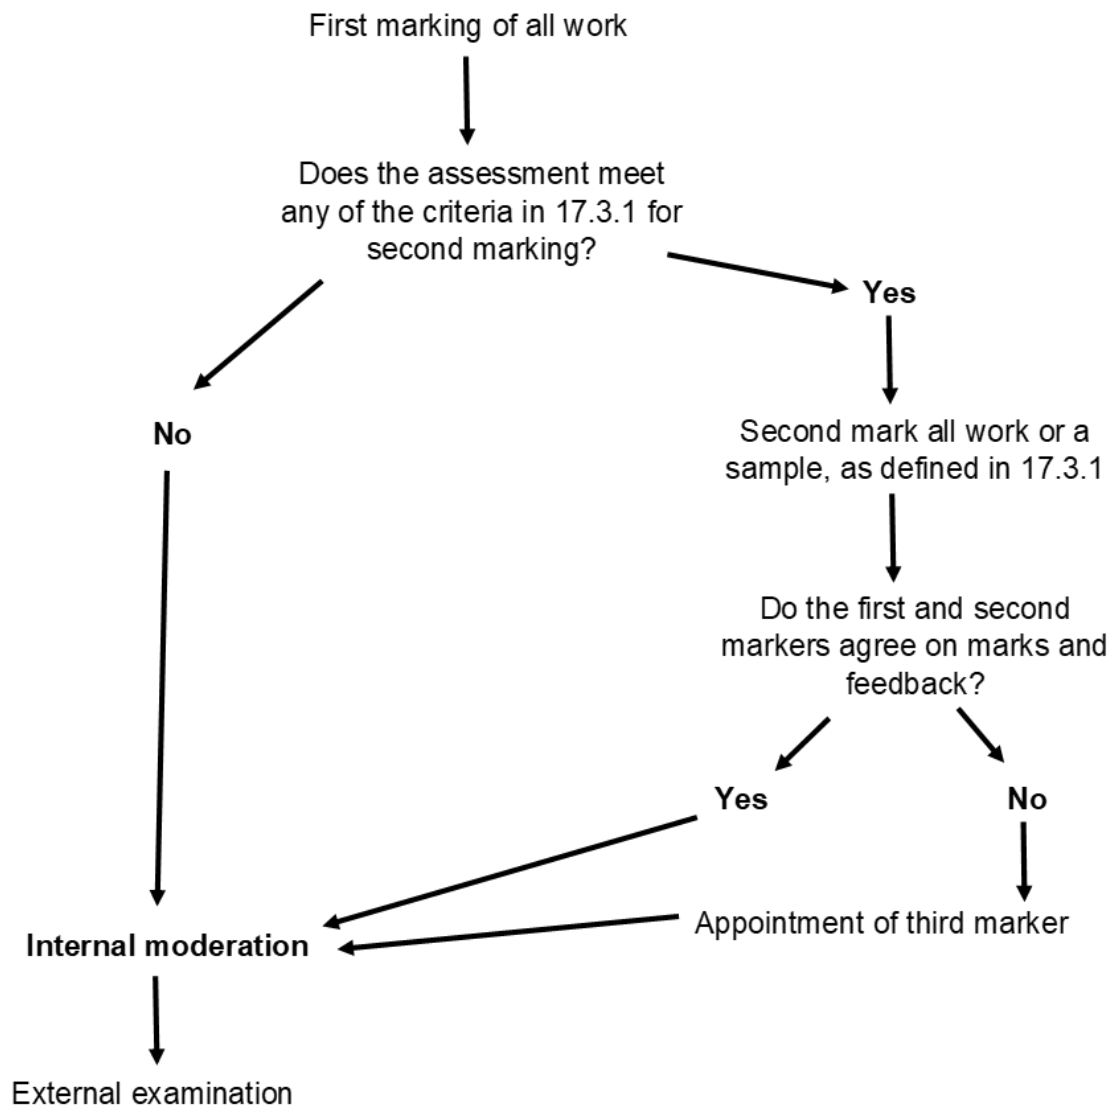 First marking of all work
Does the assessment meet
any of the criteria in 17.3.1 for
second marking?
Yes
No
Second mark all work or a
sample, as defined in 17.3.1
Do the first and second
markers agree on marks and
feedback?
Yes
No
Appointment of third marker
Internal moderation
External examination